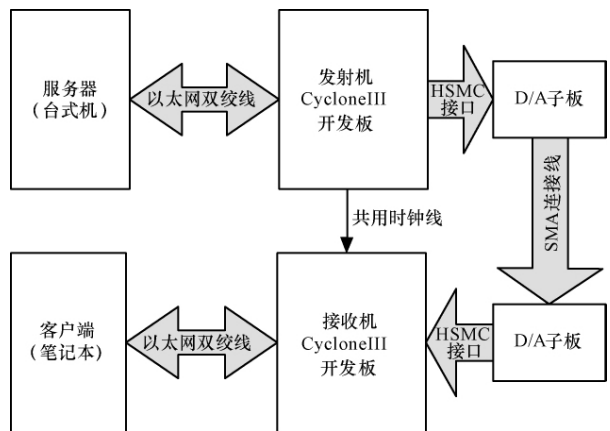 服务器
(台式机)
以太网双绞线
发射机
CycloneIII
开发板
HSMC
接口
D/A子板
SMA连接线
共用时钟线
客户端
(笔记本)
以太网双绞线
接收机
CycloneIII
开发板
HSMC
接口
D/A子板